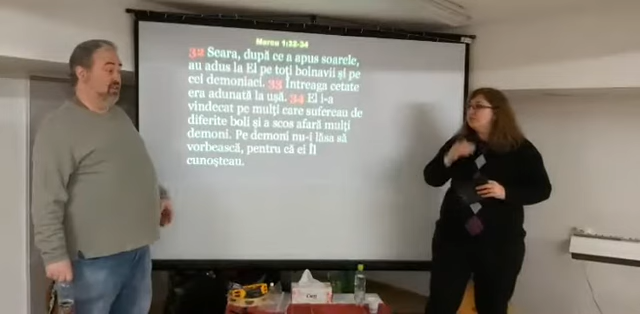 Marcu 1:32-34
32 Seara, după ce a apus soarele,
au adus la El pe toți bolnavii și pe
cei demoniaci. 33 Întreaga cetate
era adunată la ușă. 34 El i-a
vindecat pe mulți care sufereau de
diferite boli și a scos afară mulți
demoni. Pe demoni nu-i lăsa să
vorbească, pentru că ei Îl
cunoșteau.